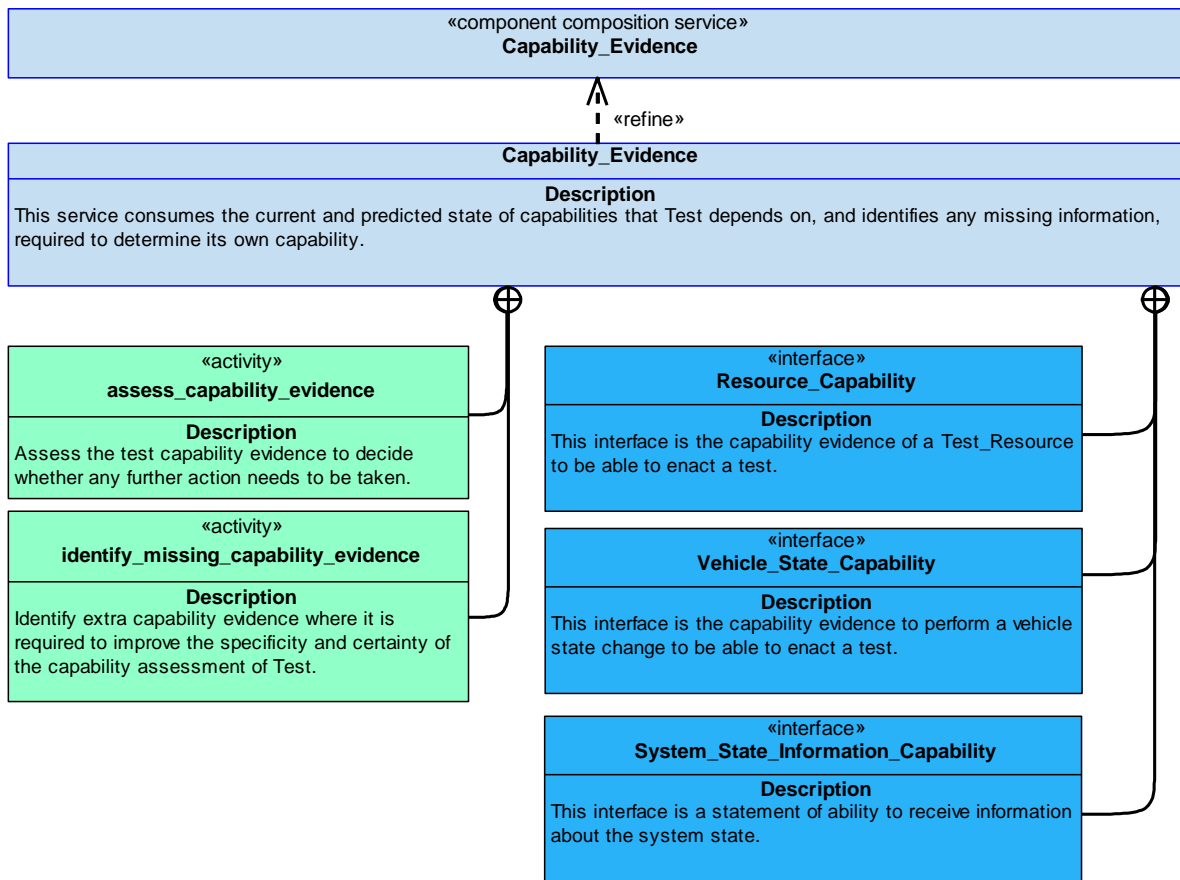 «component composition service»
Capability_Evidence
«refine»
Capability_Evidence
Description
This service consumes the current and predicted state of capabilities that Test depends on, and identifies any missing information,
required to determine its own capability.
«activity»
assess_capability_evidence
Description
Assess the test capability evidence to decide
whether any further action needs to be taken.
«activity»
identify_missing_capability_evidence
Description
Identify extra capability evidence where it is
required to improve the specificity and certainty of
the capability assessment of Test.
«interface»
Resource_Capability
Description
This interface is the capability evidence of a Test_Resource
to be able to enact a test.
«interface»
Vehicle_State_Capability
Description
This interface is the capability evidence to perform a vehicle
state change to be able to enact a test.
«interface»
System_State_Information_Capability
Description
This interface is a statement of ability to receive information
about the system state.